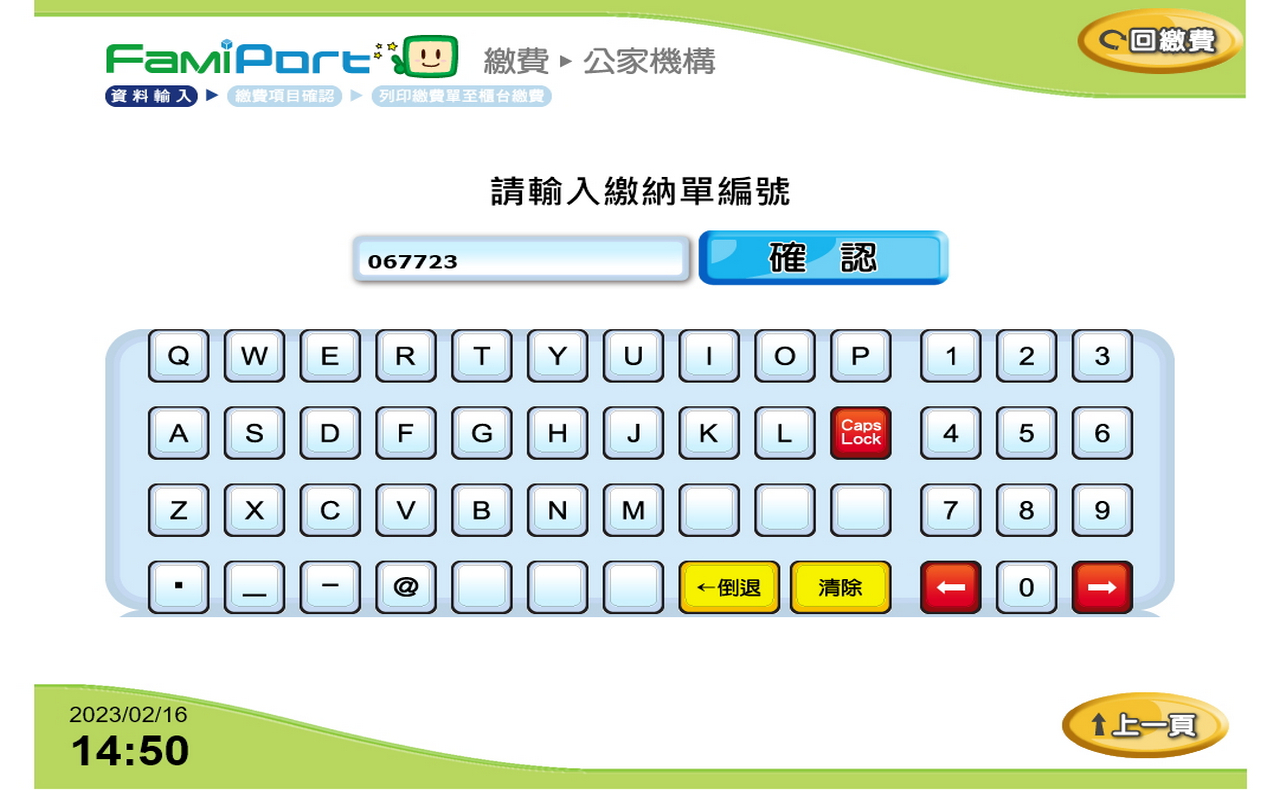 FamiPort 繳費 ▸ 公家機構
回繳費
資料輸入 ▶ 繳費項目確認 ▶ 列印繳費單至櫃台繳費
請輸入繳納單編號
067723 確 認
Q W E R T Y U I O P 1 2 3
A S D F G H J K L Caps Lock 4 5 6
Z X C V B N M 7 8 9
. _ - @ ←倒退 清除 ← 0 →
2023/02/16
14:50
↑上一頁